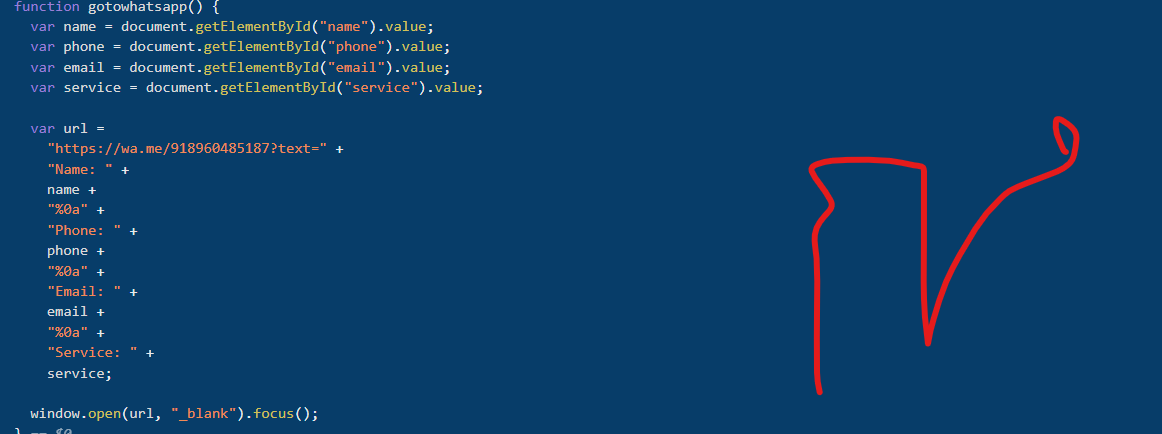 function gotowhatsapp() {
var name = document.getElementById("name").value;
var phone = document.getElementById("phone").value;
var email = document.getElementById("email").value;
var service = document.getElementById("service").value;
var url =
"https://wa.me/918960485187?text=" +
"Name: " +
name +
"%0a" +
"Phone: " +
phone +
"%0a" +
"Email: " +
email +
"%0a" +
"Service: " +
service;
window.open(url, "_blank").focus();
} == $0